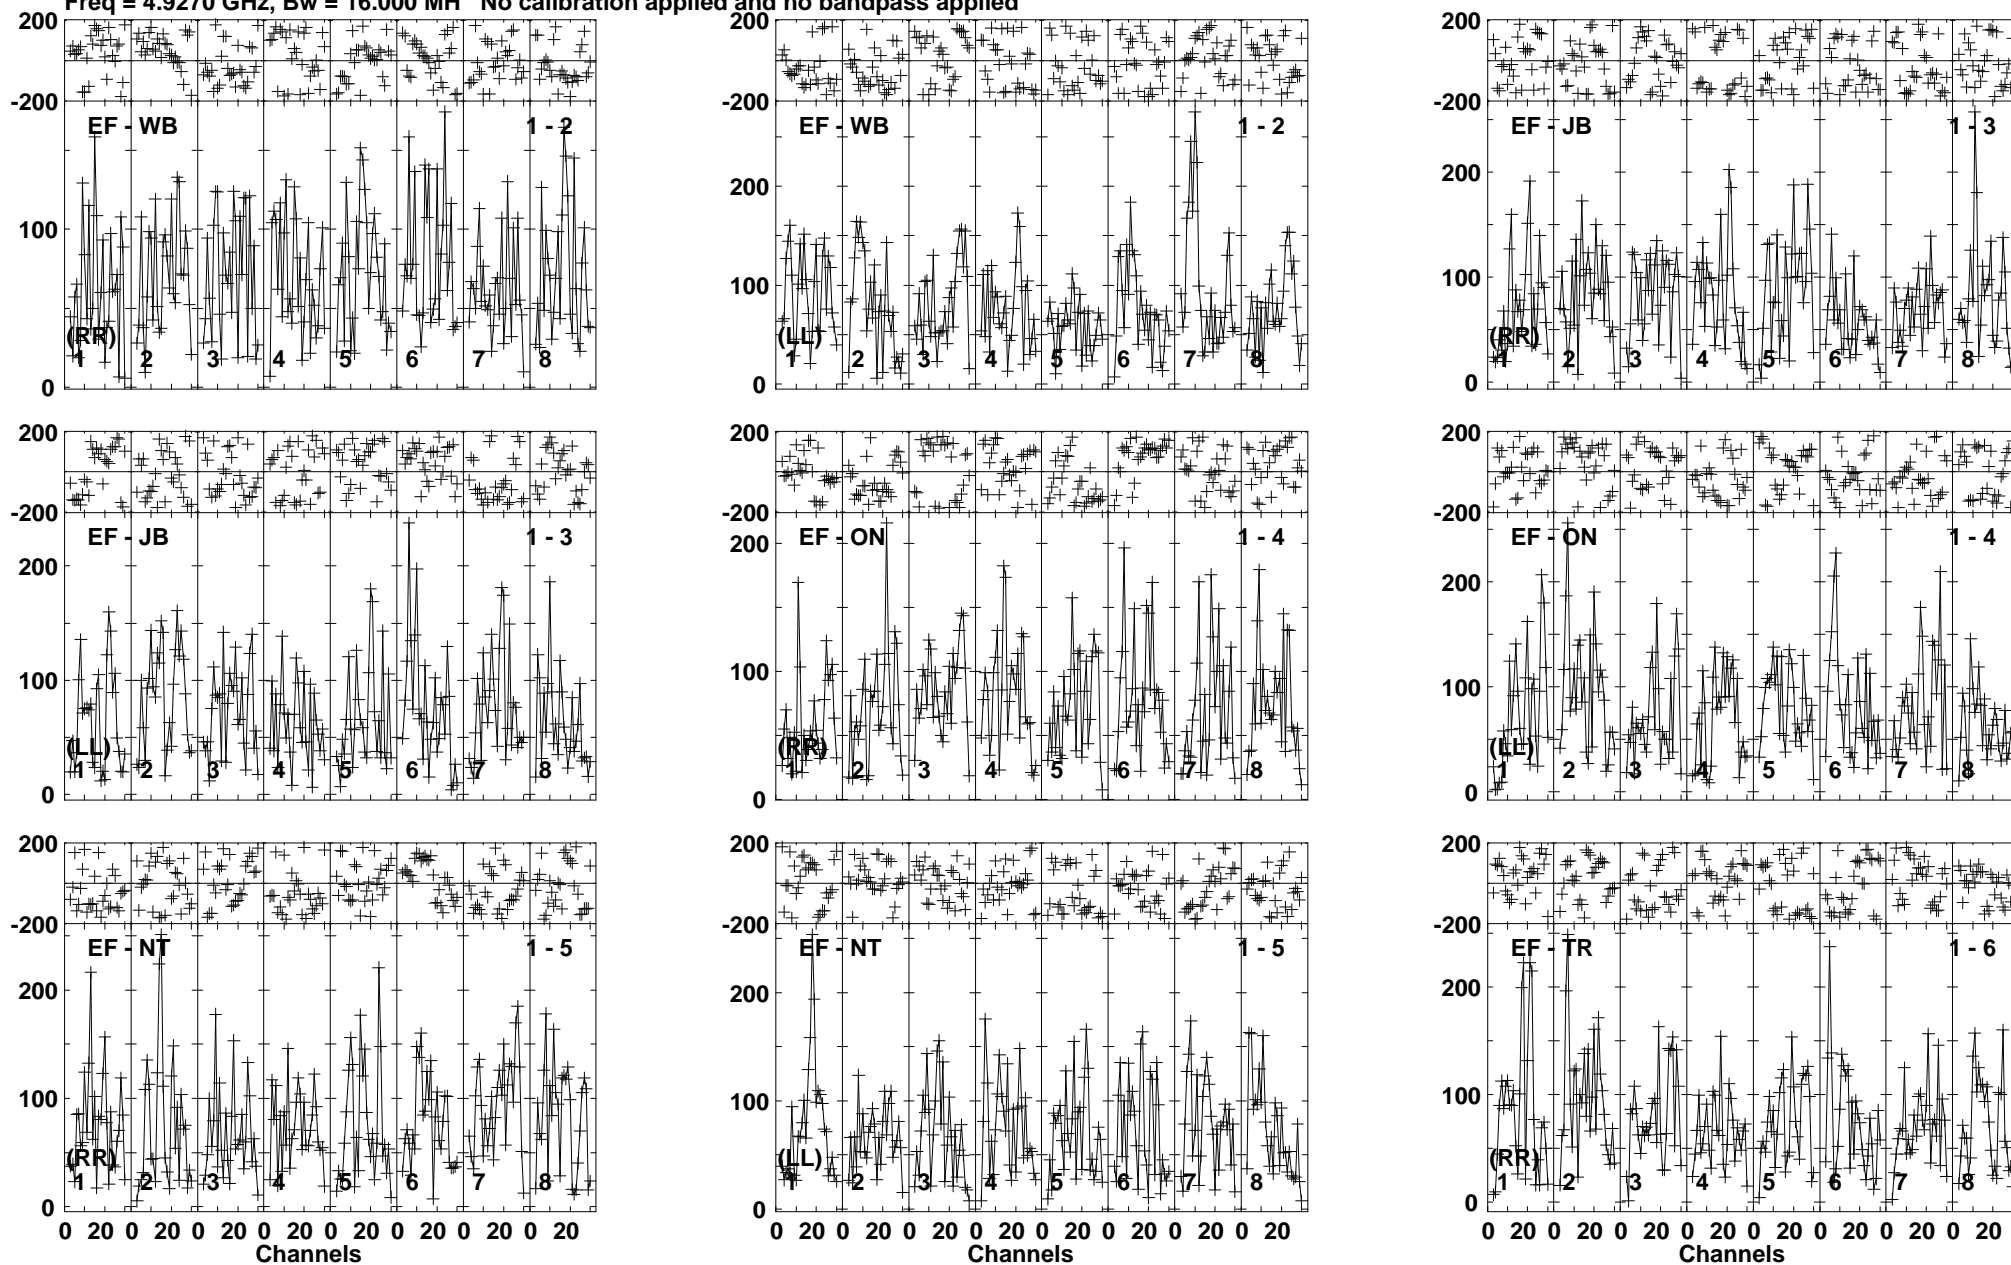 Freq = 4.9270 GHz, Bw = 16.000 MH No calibration applied and no bandpass applied
200 200 200
-200 -200 -200
EF - WB 1 - 2 EF - WB 1 - 2 EF - JB 1 - 3
200 200
100 100 100
(RR) (LL) (RR)
1 2 3 4 5 6 7 8 1 2 3 4 5 6 7 8 1 2 3 4 5 6 7 8
0 0 0
200 200 200
-200 -200 -200
EF - JB 1 - 3 EF - ON 1 - 4 EF - ON 1 - 4
200 200 200
100 100 100
(LL) (RR) (LL)
1 2 3 4 5 6 7 8 1 2 3 4 5 6 7 8 1 2 3 4 5 6 7 8
0 0 0
200 200 200
-200 -200 -200
EF - NT 1 - 5 EF - NT 1 - 5 EF - TR 1 - 6
200 200 200
100 100 100
(RR) (LL) (RR)
1 2 3 4 5 6 7 8 1 2 3 4 5 6 7 8 1 2 3 4 5 6 7 8
0 0 0
0 20 0 20 0 20 0 20 0 20 0 20 0 20 0 20 0 20 0 20 0 20 0 20 0 20 0 20 0 20 0 20 0 20 0 20 0 20 0 20 0 20 0 20 0 20 0 20
Channels Channels Channels